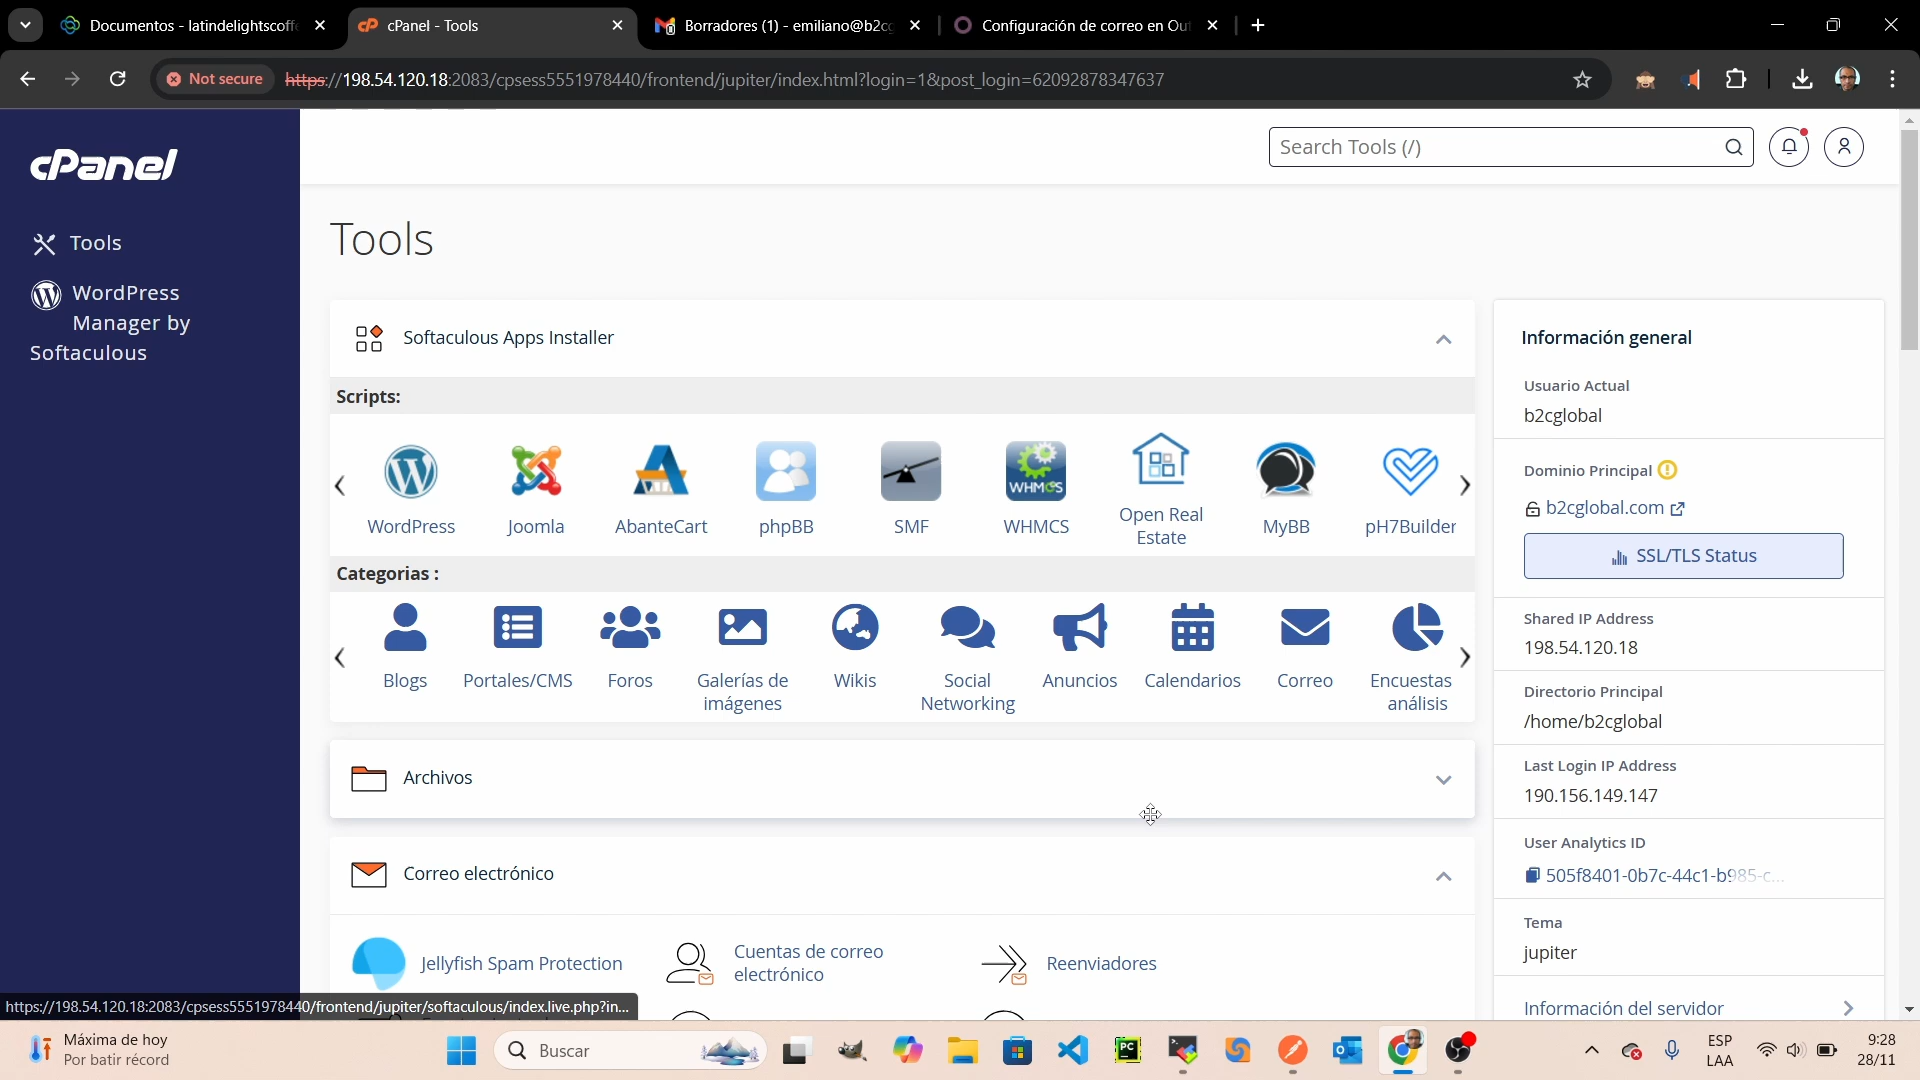 Documentos - latindelightscoff
cPanel - Tools
Borradores (1) - emiliano@b2cg
Configuración de correo en Out
Not secure
https://198.54.120.18:2083/cpsess5551978440/frontend/jupiter/index.html?login=1&post_login=62092878347637
cPanel
Search Tools (/)
Tools
WordPress
Manager by
Softaculous
Tools
Softaculous Apps Installer
Scripts:
WordPress
Joomla
AbanteCart
phpBB
SMF
WHMCS
WHMCS
Open Real
Estate
MyBB
pH7Builder
Categorias :
Blogs
Portales/CMS
Foros
Galerías de
imágenes
Wikis
Social
Networking
Anuncios
Calendarios
Correo
Encuestas
análisis
Archivos
Correo electrónico
Jellyfish Spam Protection
Cuentas de correo
electrónico
Reenviadores
Información general
Usuario Actual
b2cglobal
Dominio Principal
b2cglobal.com
SSL/TLS Status
Shared IP Address
198.54.120.18
Directorio Principal
/home/b2cglobal
Last Login IP Address
190.156.149.147
User Analytics ID
505f8401-0b7c-44c1-b985-c...
Tema
jupiter
Información del servidor
https://198.54.120.18:2083/cpsess5551978440/frontend/jupiter/softaculous/index.live.php?in...
Máxima de hoy
Por batir récord
Buscar
PC
ESP
LAA
9:28
28/11